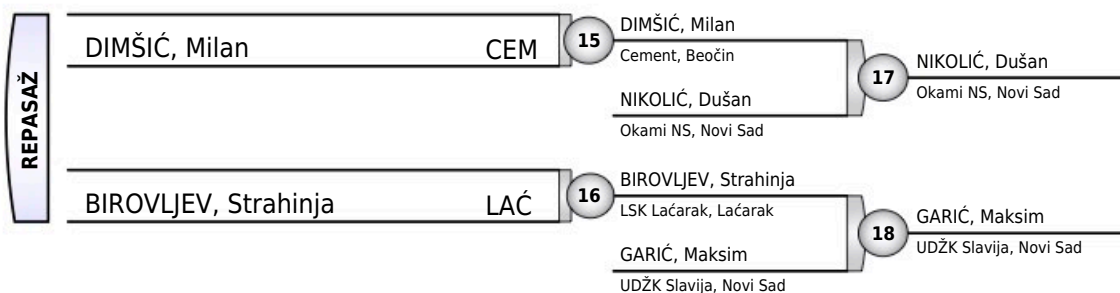 REPASAŽ
DIMŠIĆ, Milan CEM
15
DIMŠIĆ, Milan
Cement, Beočin
NIKOLIĆ, Dušan
Okami NS, Novi Sad
17
NIKOLIĆ, Dušan
Okami NS, Novi Sad
BIROVLJEV, Strahinja LAĆ
16
BIROVLJEV, Strahinja
LSK Laćarak, Laćarak
GARIĆ, Maksim
UDŽK Slavija, Novi Sad
18
GARIĆ, Maksim
UDŽK Slavija, Novi Sad